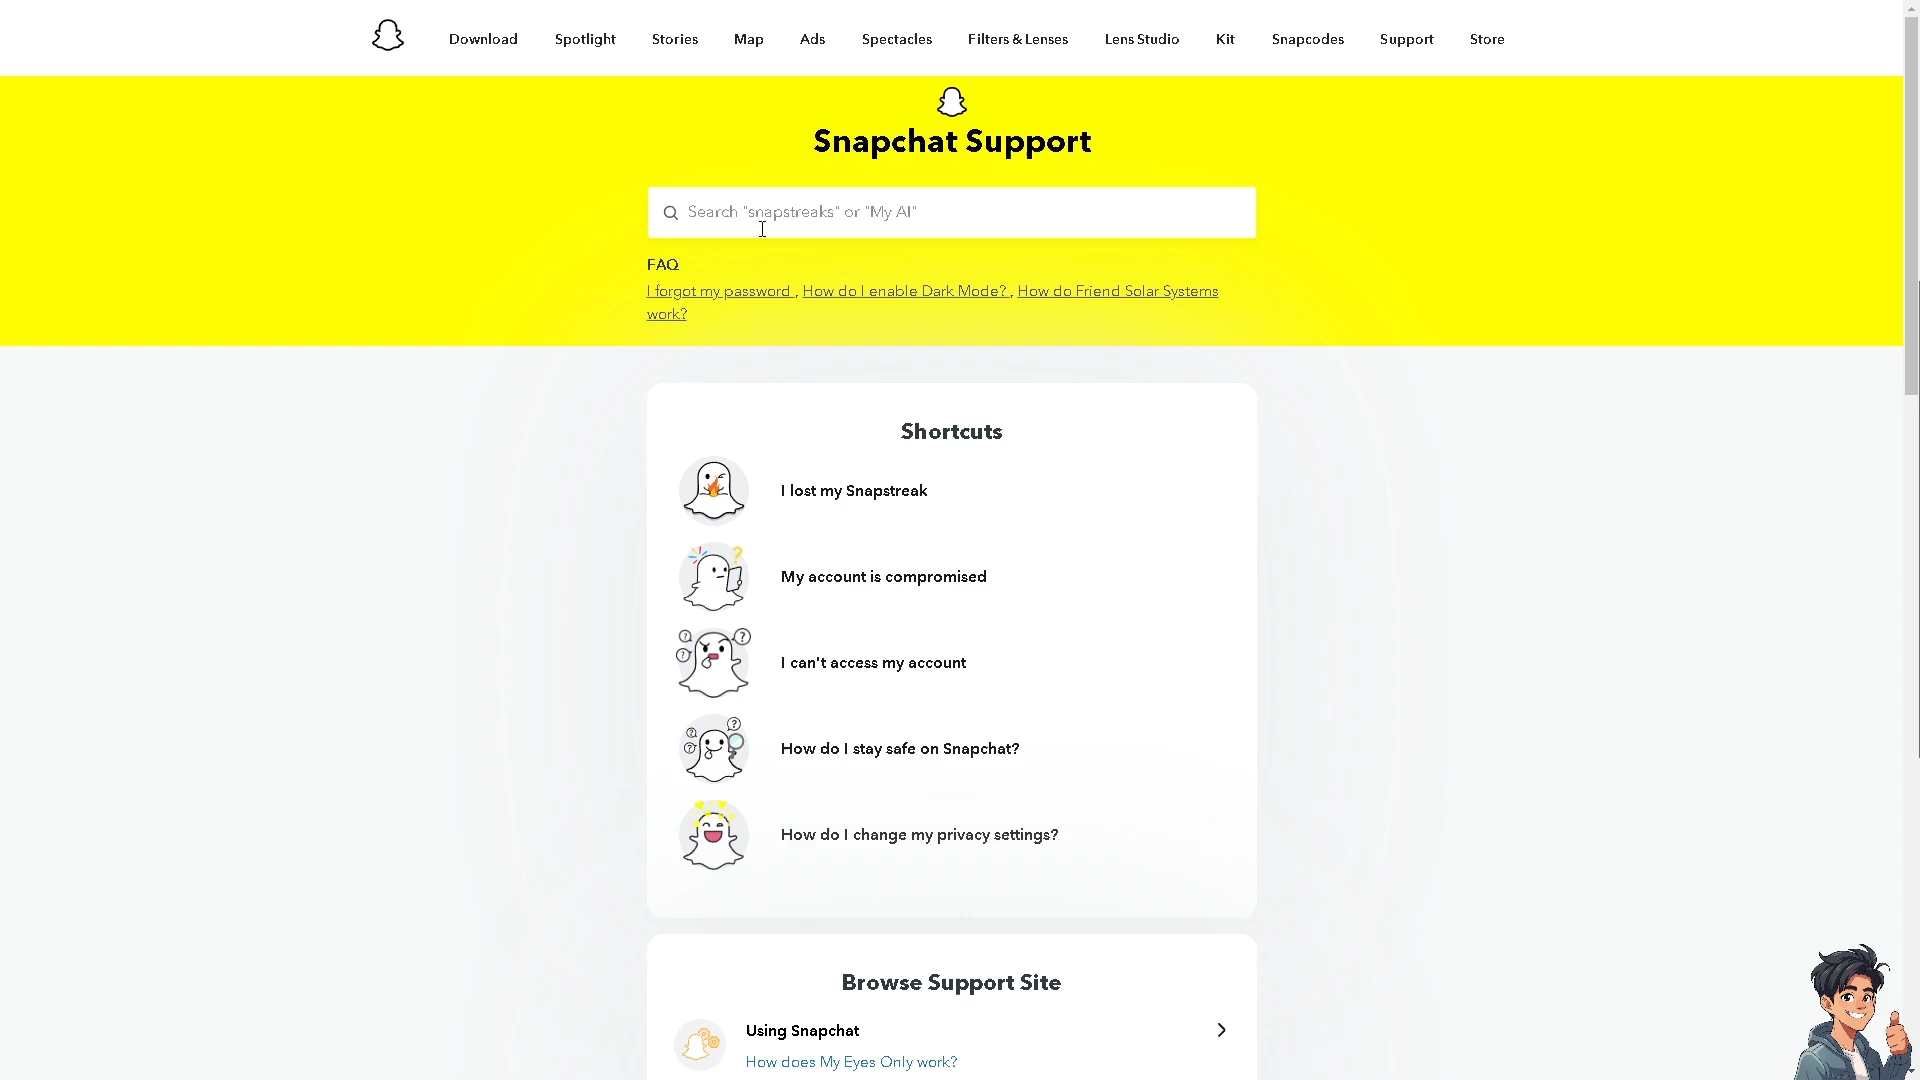 Download Spotlight Stories Map Ads Spectacles Filters & Lenses Lens Studio Kit Snapcodes Support Store
Snapchat Support
Search "snapstreaks" or "My AI"
FAQ
I forgot my password , How do I enable Dark Mode? , How do Friend Solar Systems
work?
Shortcuts
I lost my Snapstreak
My account is compromised
I can't access my account
How do I stay safe on Snapchat?
How do I change my privacy settings?
Browse Support Site
Using Snapchat
How does My Eyes Only work?